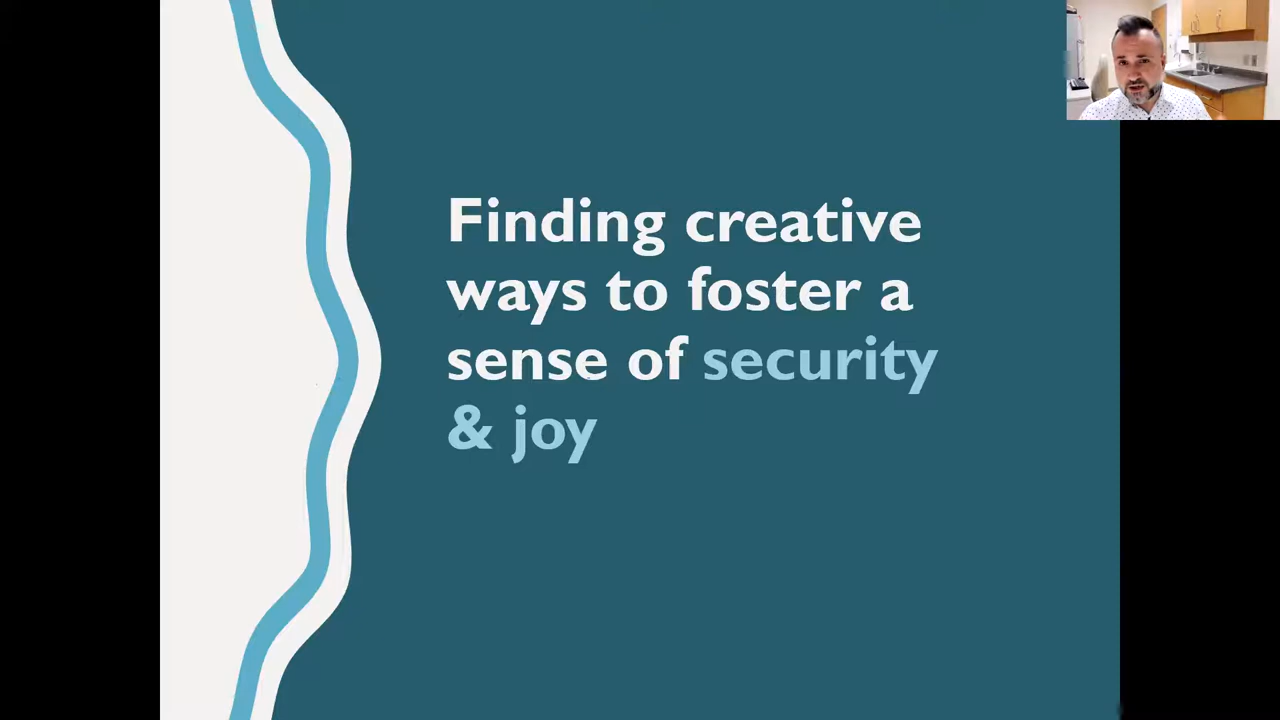 Finding creative
ways to foster a
sense of security
& joy